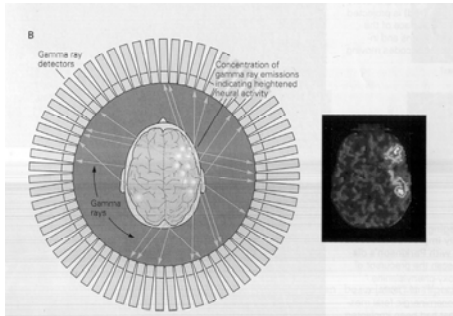 B
Gamma ray
detectors
Concentration of
gamma ray emissions
indicating heightened
neural activity
Gamma
rays